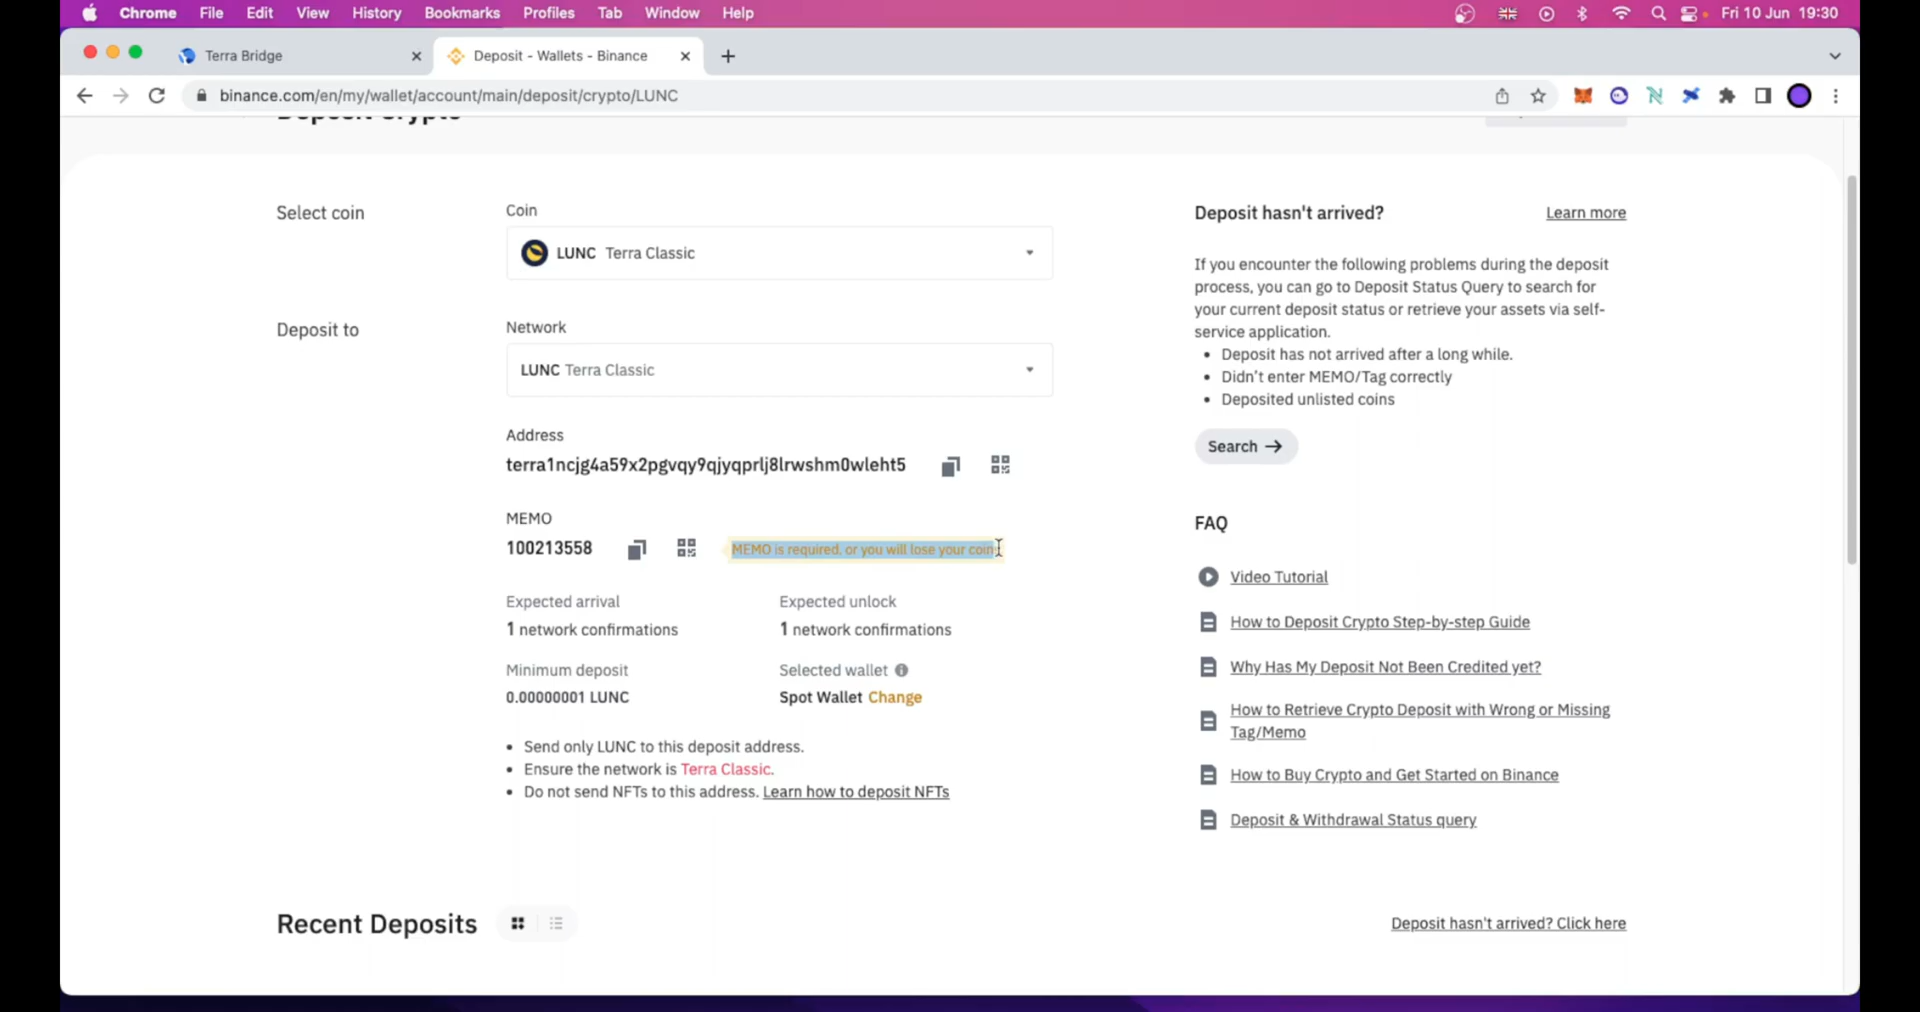 Chrome File Edit View History Bookmarks Profiles Tab Window Help Fri 10 Jun 19:30
Terra Bridge Deposit - Wallets - Binance
binance.com/en/my/wallet/account/main/deposit/crypto/LUNC
Deposit Crypto
Select coin
Coin
LUNC Terra Classic
Deposit to
Network
LUNC Terra Classic
Address
terra1ncjg4a59x2pgvqy9qjyqprlj8lrwshm0wleht5
MEMO
100213558 MEMO is required, or you will lose your coin
Expected arrival Expected unlock
1 network confirmations 1 network confirmations
Minimum deposit Selected wallet
0.00000001 LUNC Spot Wallet Change
• Send only LUNC to this deposit address.
• Ensure the network is Terra Classic.
• Do not send NFTs to this address. Learn how to deposit NFTs
Deposit hasn't arrived? Learn more
If you encounter the following problems during the deposit
process, you can go to Deposit Status Query to search for
your current deposit status or retrieve your assets via self-
service application.
• Deposit has not arrived after a long while.
• Didn't enter MEMO/Tag correctly
• Deposited unlisted coins
Search →
FAQ
Video Tutorial
How to Deposit Crypto Step-by-step Guide
Why Has My Deposit Not Been Credited yet?
How to Retrieve Crypto Deposit with Wrong or Missing
Tag/Memo
How to Buy Crypto and Get Started on Binance
Deposit & Withdrawal Status query
Recent Deposits Deposit hasn't arrived? Click here